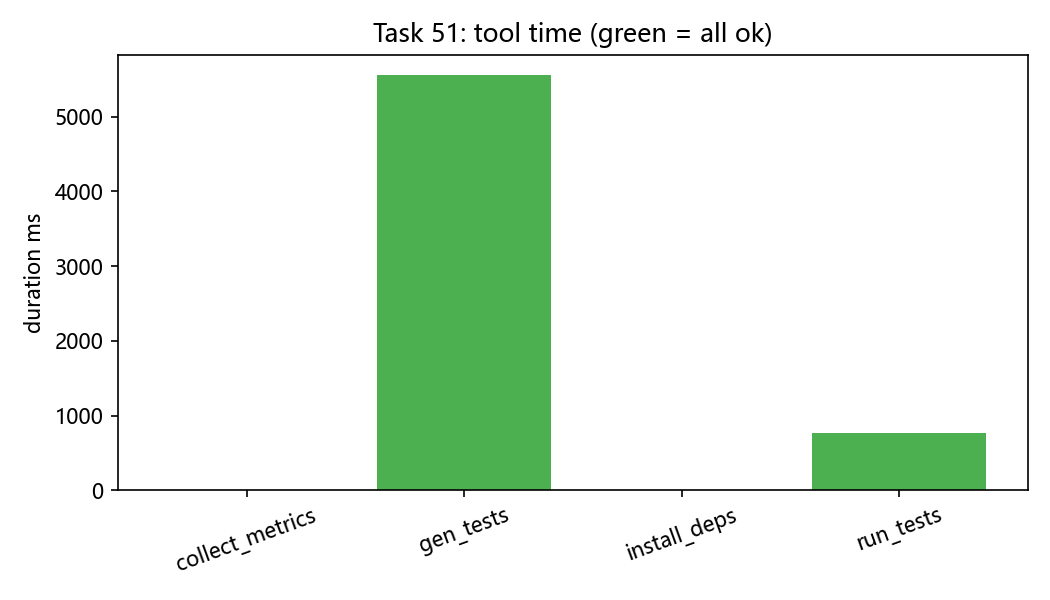 Task 51: tool time (green = all ok)
duration ms
5000
4000
3000
2000
1000
0
collect_metrics
gen_tests
install_deps
run_tests